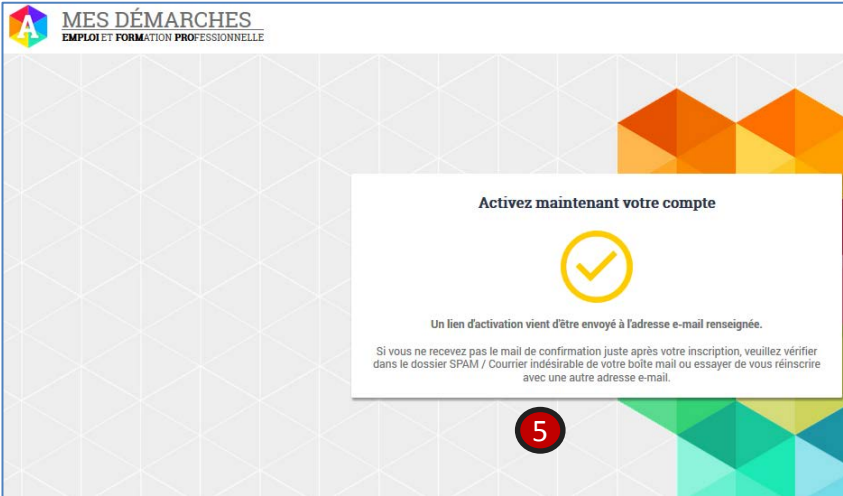 A
MES DÉMARCHES
EMPLOI ET FORMATION PROFESSIONNELLE
Activez maintenant votre compte
Un lien d'activation vient d'être envoyé à l'adresse e-mail renseignée.
Si vous ne recevez pas le mail de confirmation juste après votre inscription, veuillez vérifier
dans le dossier SPAM / Courrier indésirable de votre boîte mail ou essayer de vous réinscrire
avec une autre adresse e-mail.
5